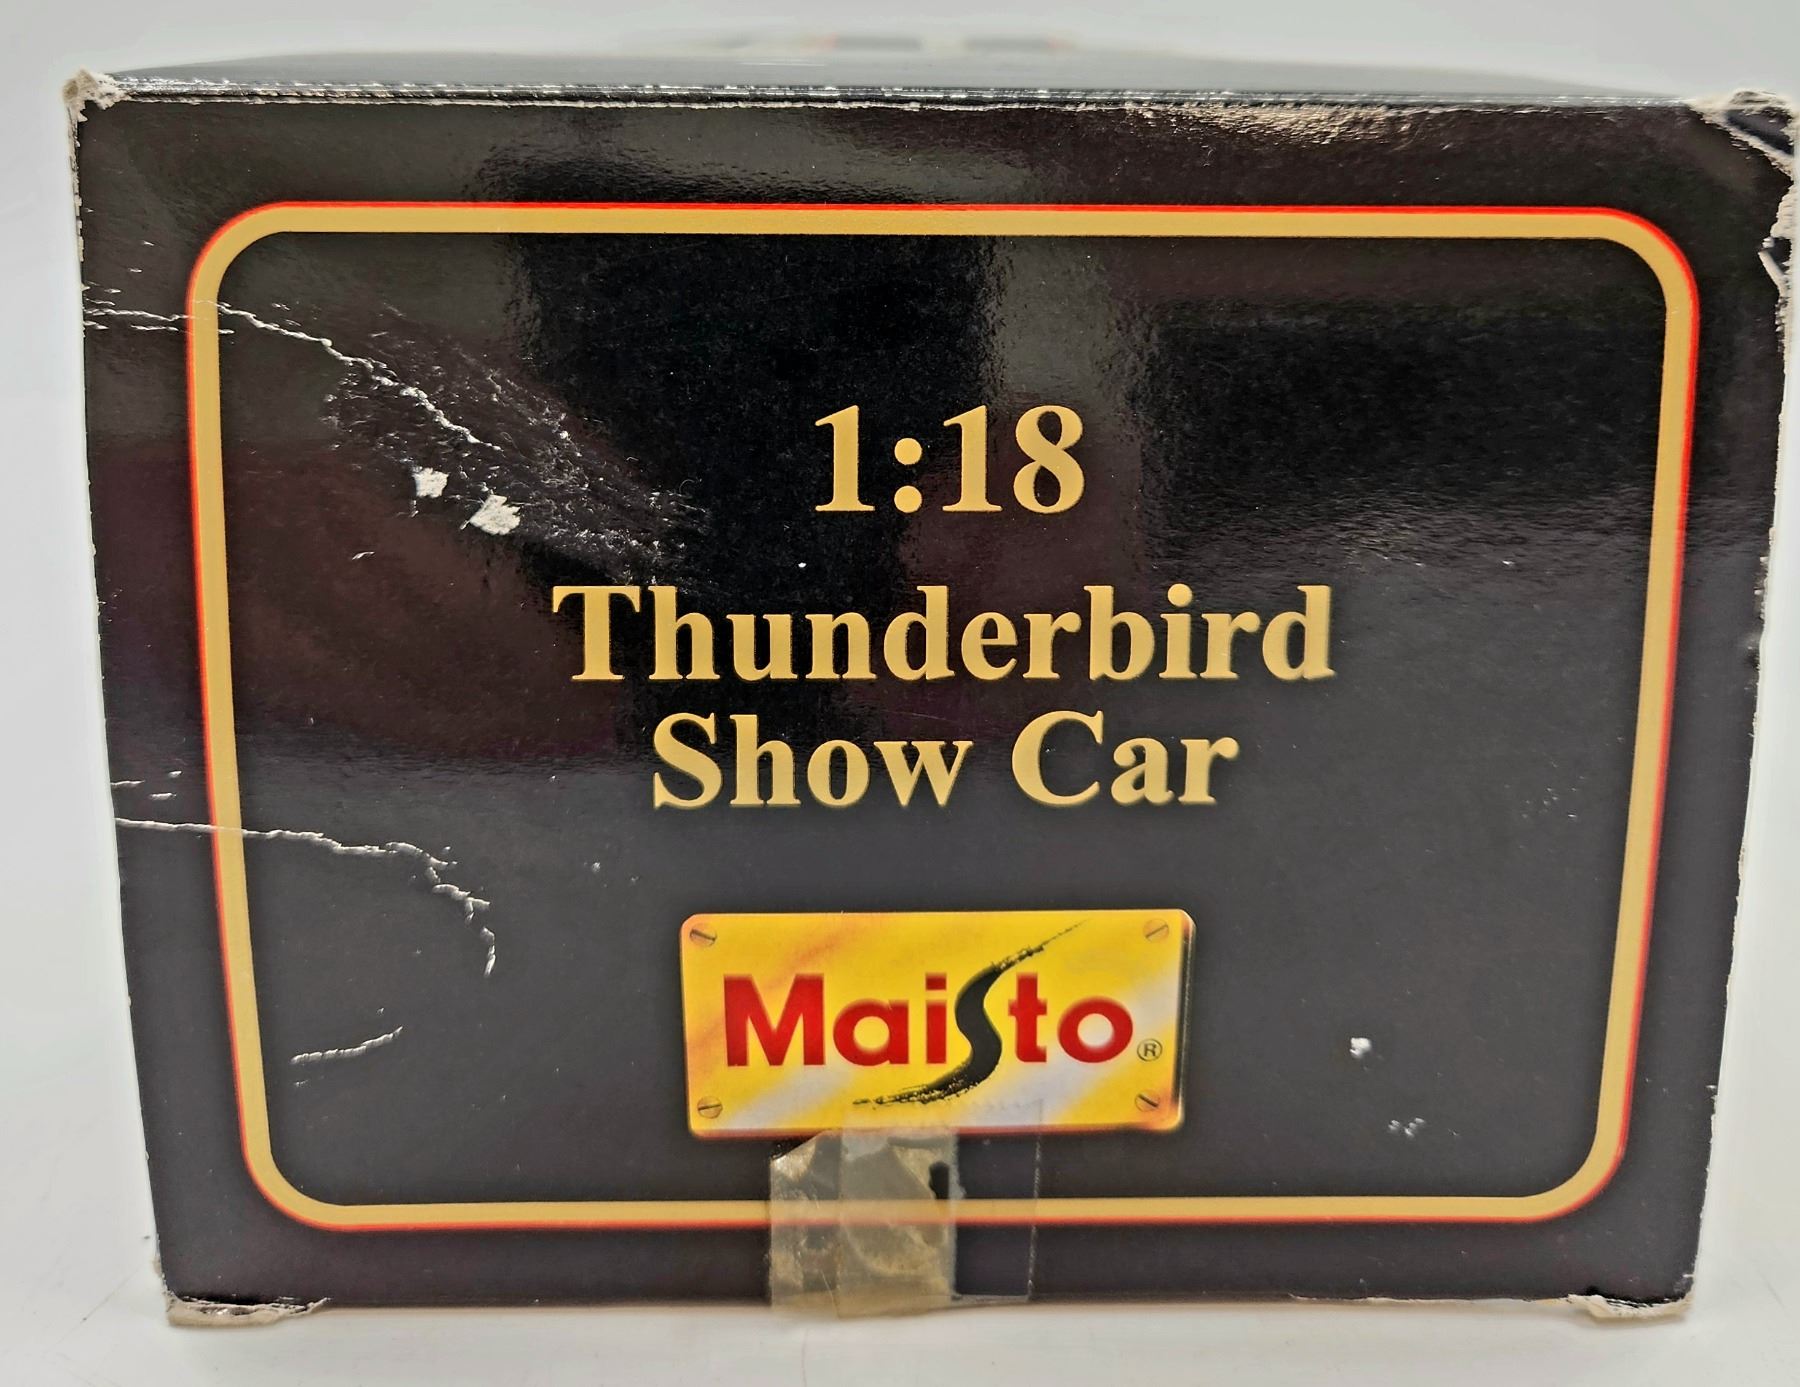 1:18
Thunderbird
Show Car
Maisto®